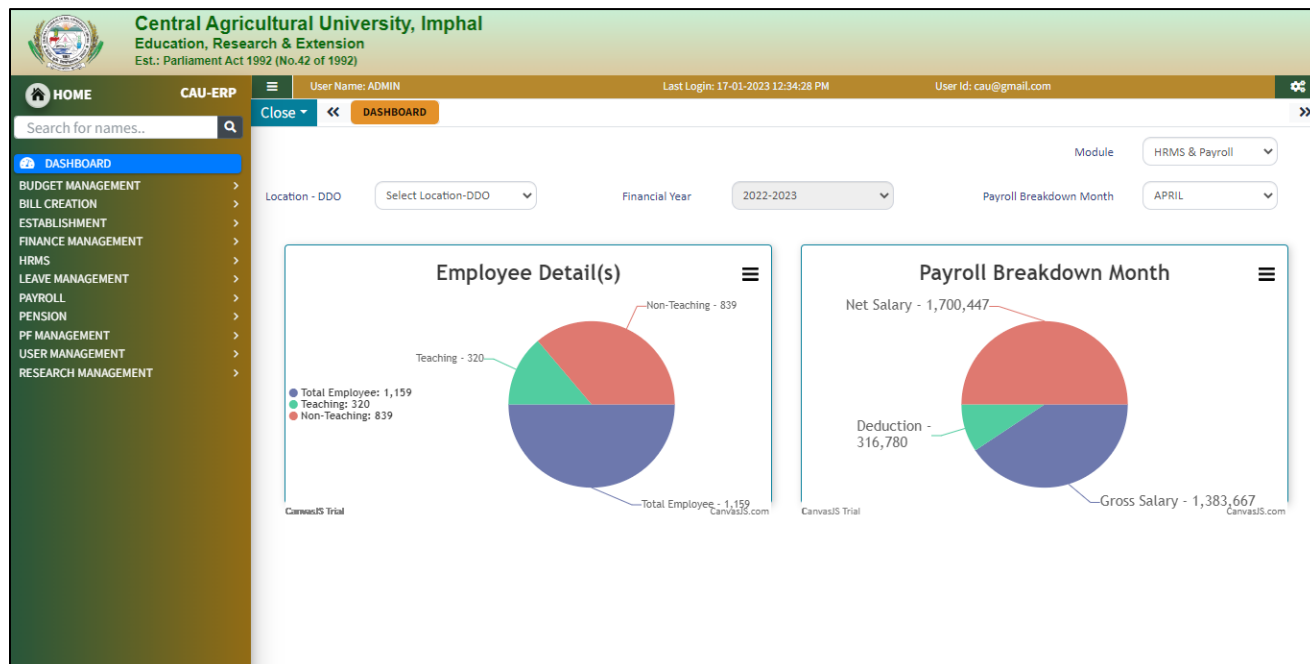 Central Agricultural University, Imphal
Education, Research & Extension
Est.: Parliament Act 1992 (No.42 of 1992)
HOME CAU-ERP
User Name: ADMIN Last Login: 17-01-2023 12:34:28 PM User Id: cau@gmail.com
Search for names..
Close DASHBOARD
DASHBOARD
BUDGET MANAGEMENT
BILL CREATION
ESTABLISHMENT
FINANCE MANAGEMENT
HRMS
LEAVE MANAGEMENT
PAYROLL
PENSION
PF MANAGEMENT
USER MANAGEMENT
RESEARCH MANAGEMENT
Module HRMS & Payroll
Location - DDO Select Location-DDO Financial Year 2022-2023 Payroll Breakdown Month APRIL
Employee Detail(s)
Non-Teaching - 839
Teaching - 320
Total Employee: 1,159
Teaching: 320
Non-Teaching: 839
Total Employee - 1,159
CanvasJS Trial CanvasJS.com
Payroll Breakdown Month
Net Salary - 1,700,447
Deduction -
316,780
Gross Salary - 1,383,667
CanvasJS Trial CanvasJS.com